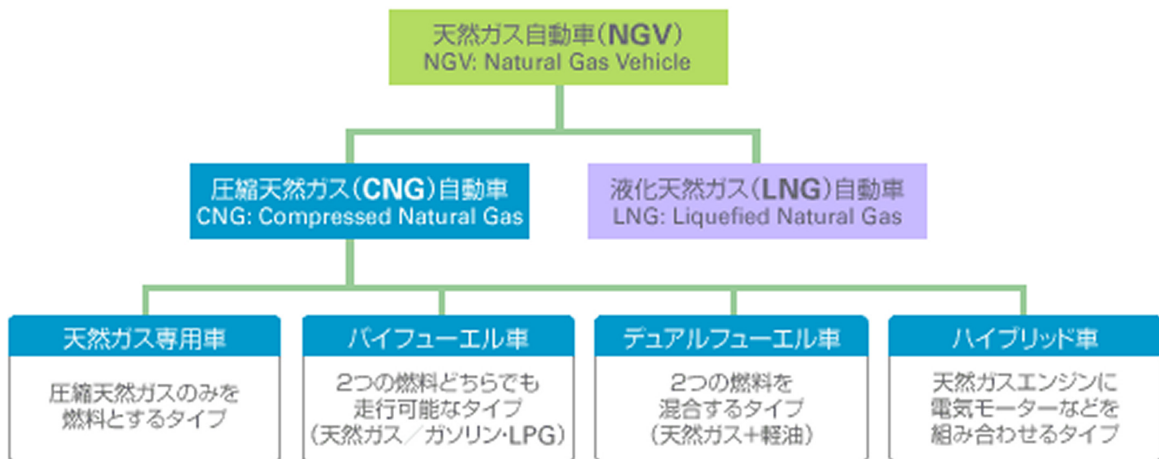 天然ガス自動車(NGV)
NGV: Natural Gas Vehicle
圧縮天然ガス(CNG)自動車
CNG: Compressed Natural Gas
液化天然ガス(LNG)自動車
LNG: Liquefied Natural Gas
天然ガス専用車
圧縮天然ガスのみを
燃料とするタイプ
バイフューエル車
2つの燃料どちらでも
走行可能なタイプ
(天然ガス/ガソリン・LPG)
デュアルフューエル車
2つの燃料を
混合するタイプ
(天然ガス+軽油)
ハイブリッド車
天然ガスエンジンに
電気モーターなどを
組み合わせるタイプ